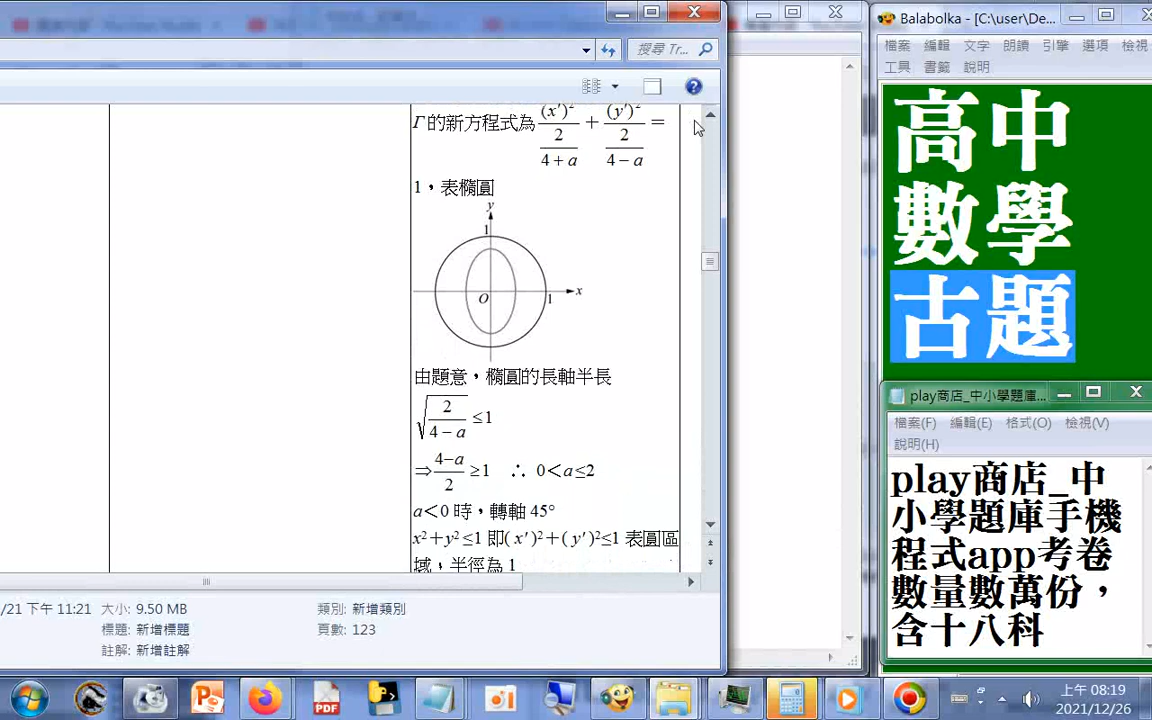 搜尋 Tr...
Γ 的新方程式為 (x′)²/(2/(4+a)) + (y′)²/(2/(4−a)) =
1，表橢圓
y
1
O
1
x
由題意，橢圓的長軸半長
√(2/(4−a)) ≤1
⇒(4−a)/2 ≥1 ∴ 0＜a≤2
a＜0 時，轉軸 45°
x²＋y² ≤1 即( x′ )²＋( y′ )²≤1 表圓區
域，半徑為 1
/21 下午 11:21 大小: 9.50 MB 類別: 新增類別
標題: 新增標題 頁數: 123
註解: 新增註解
Balabolka - [C:\user\De...
檔案 編輯 文字 朗讀 引擎 選項 檢視
工具 書籤 說明
高中
數學
古題
play商店_中小學題庫...
檔案(F) 編輯(E) 格式(O) 檢視(V)
說明(H)
play商店_中
小學題庫手機
程式app考卷
數量數萬份，
含十八科
PDF
上午 08:19
2021/12/26